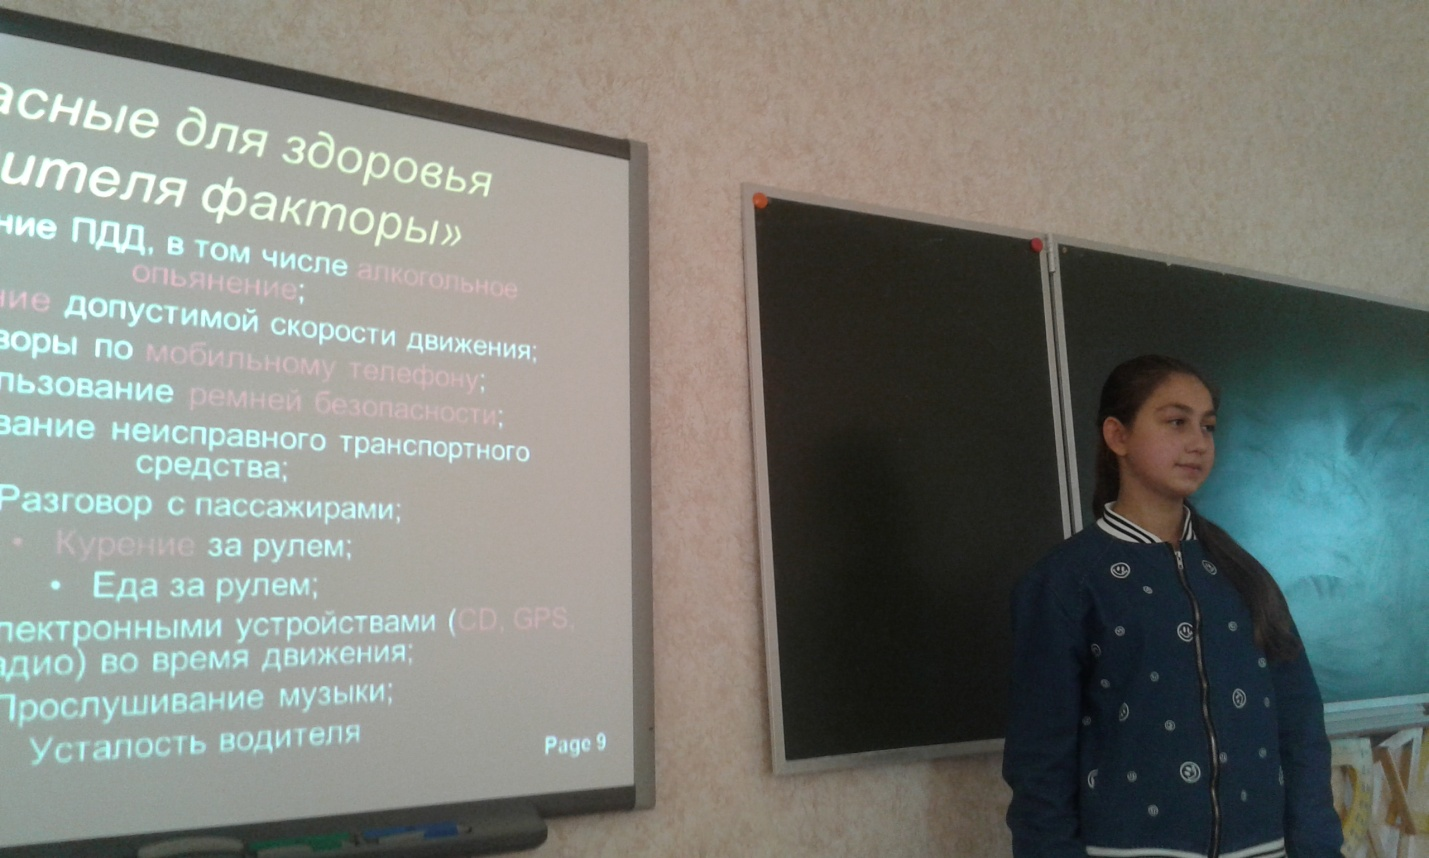 асные для здоровья
ителя факторы»
ние ПДД, в том числе алкогольное
опьянение;
ние допустимой скорости движения;
воры по мобильному телефону;
льзование ремней безопасности;
вание неисправного транспортного
средства;
Разговор с пассажирами;
• Курение за рулем;
• Еда за рулем;
лектронными устройствами (CD, GPS,
адио) во время движения;
Прослушивание музыки;
Усталость водителя
Page 9